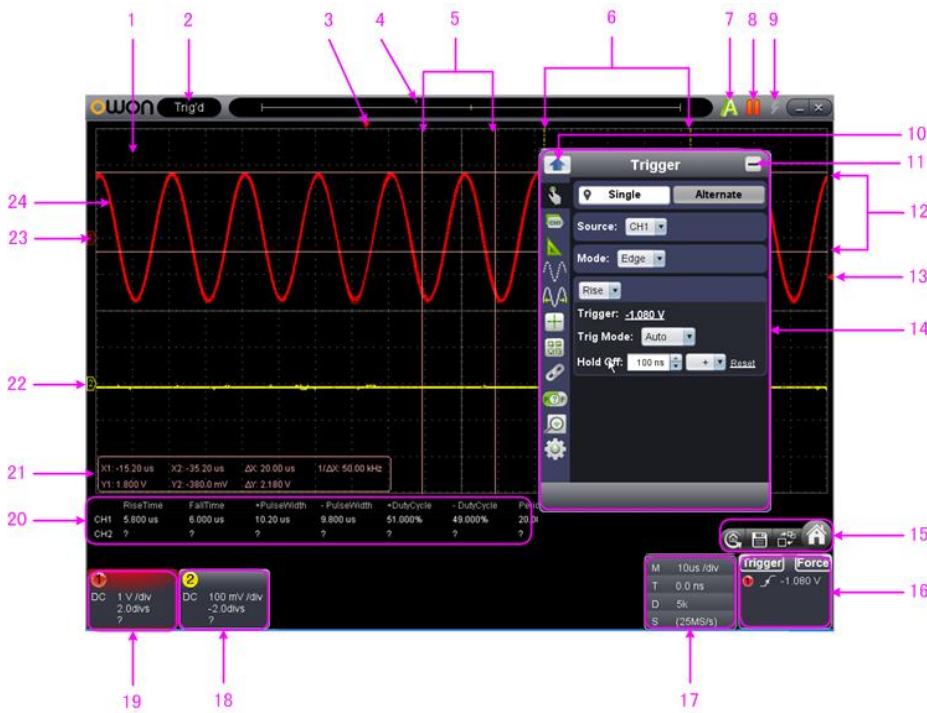 1 2 3 4 5 6 7 8 9
OWON Trig'd
10
Trigger
11
Single Alternate
24
12
Source: CH1
23
Mode: Edge
13
Rise
Trigger: -1.080 V
14
Trig Mode: Auto
Hold Off: 100 ns + Reset
22
2
21
X1: -15.20 us X2: -35.20 us ΔX: 20.00 us 1/ΔX: 50.00 kHz
Y1: 1.800 V Y2: -380.0 mV ΔY: 2.180 V
20
RiseTime FallTime +PulseWidth - PulseWidth +DutyCycle - DutyCycle
CH1 5.800 us 6.000 us 10.20 us 9.800 us 51.000% 49.000%
CH2 ? ? ? ? ? ?
15
1
DC 1 V /div
2.0divs
?
2
DC 100 mV /div
-2.0divs
?
M 10us /div
T 0.0 ns
D 5k
S (25MS/s)
Trigger Force
1 -1.080 V
16
19 18 17